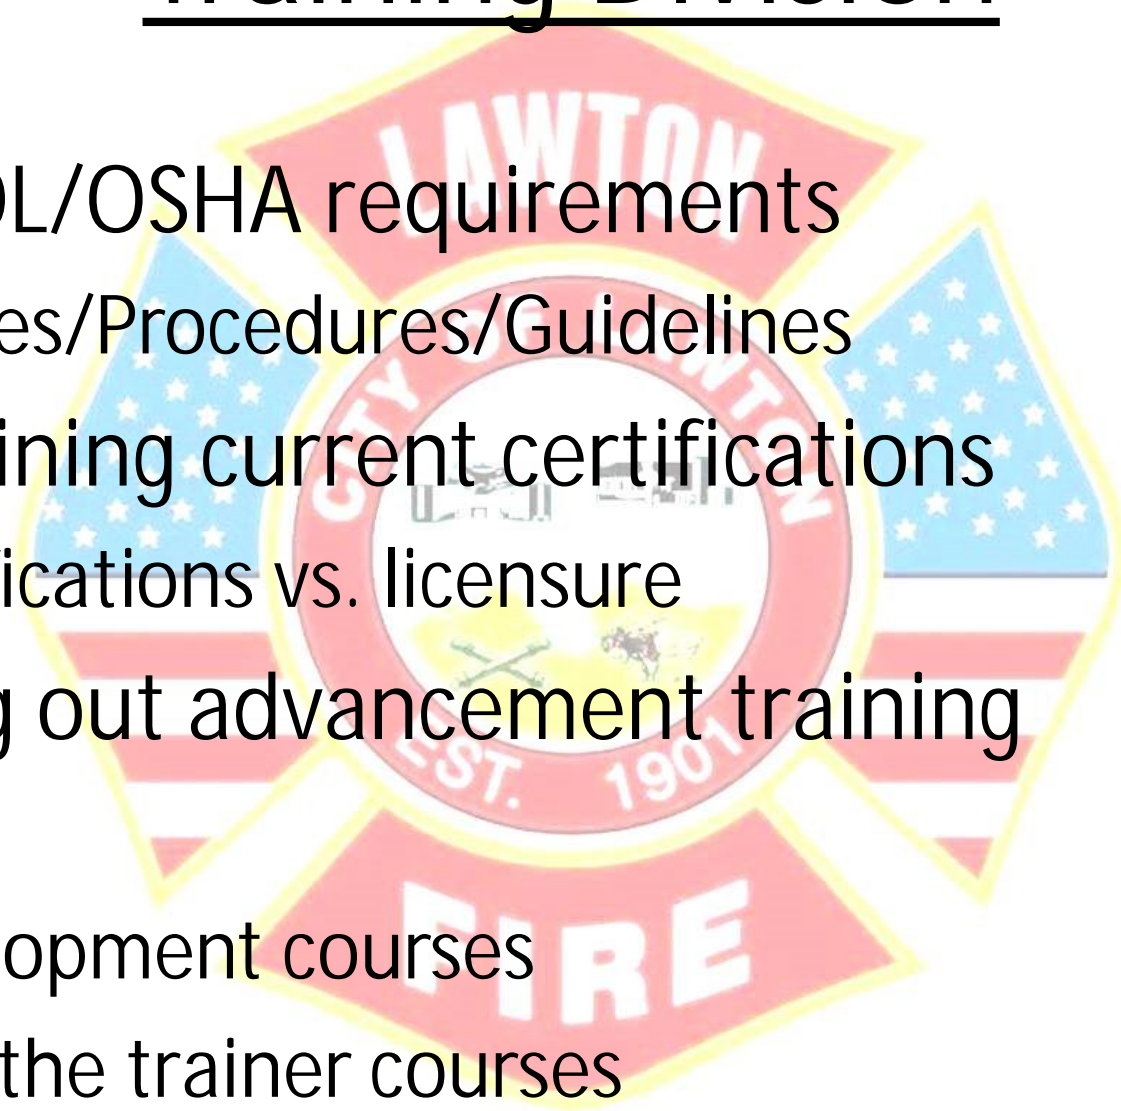 Training Division
LAWTON
OL/OSHA requirements
es/Procedures/Guidelines
CITY OF LAWTON
ining current certifications
ications vs. licensure
g out advancement training
EST. 1901
FIRE
opment courses
the trainer courses